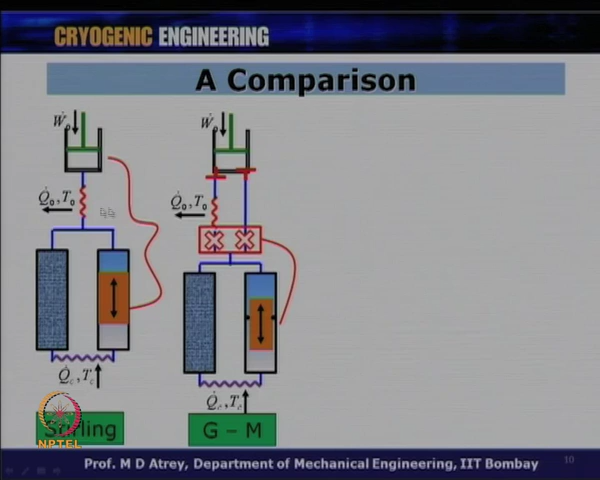 CRYOGENIC ENGINEERING
A Comparison
Ẇ₀ Ẇ₀
Q̇₀, T₀ Q̇₀, T₀
Q̇c, Tc Q̇c, Tc
Stirling G – M
NPTEL
Prof. M D Atrey, Department of Mechanical Engineering, IIT Bombay 10